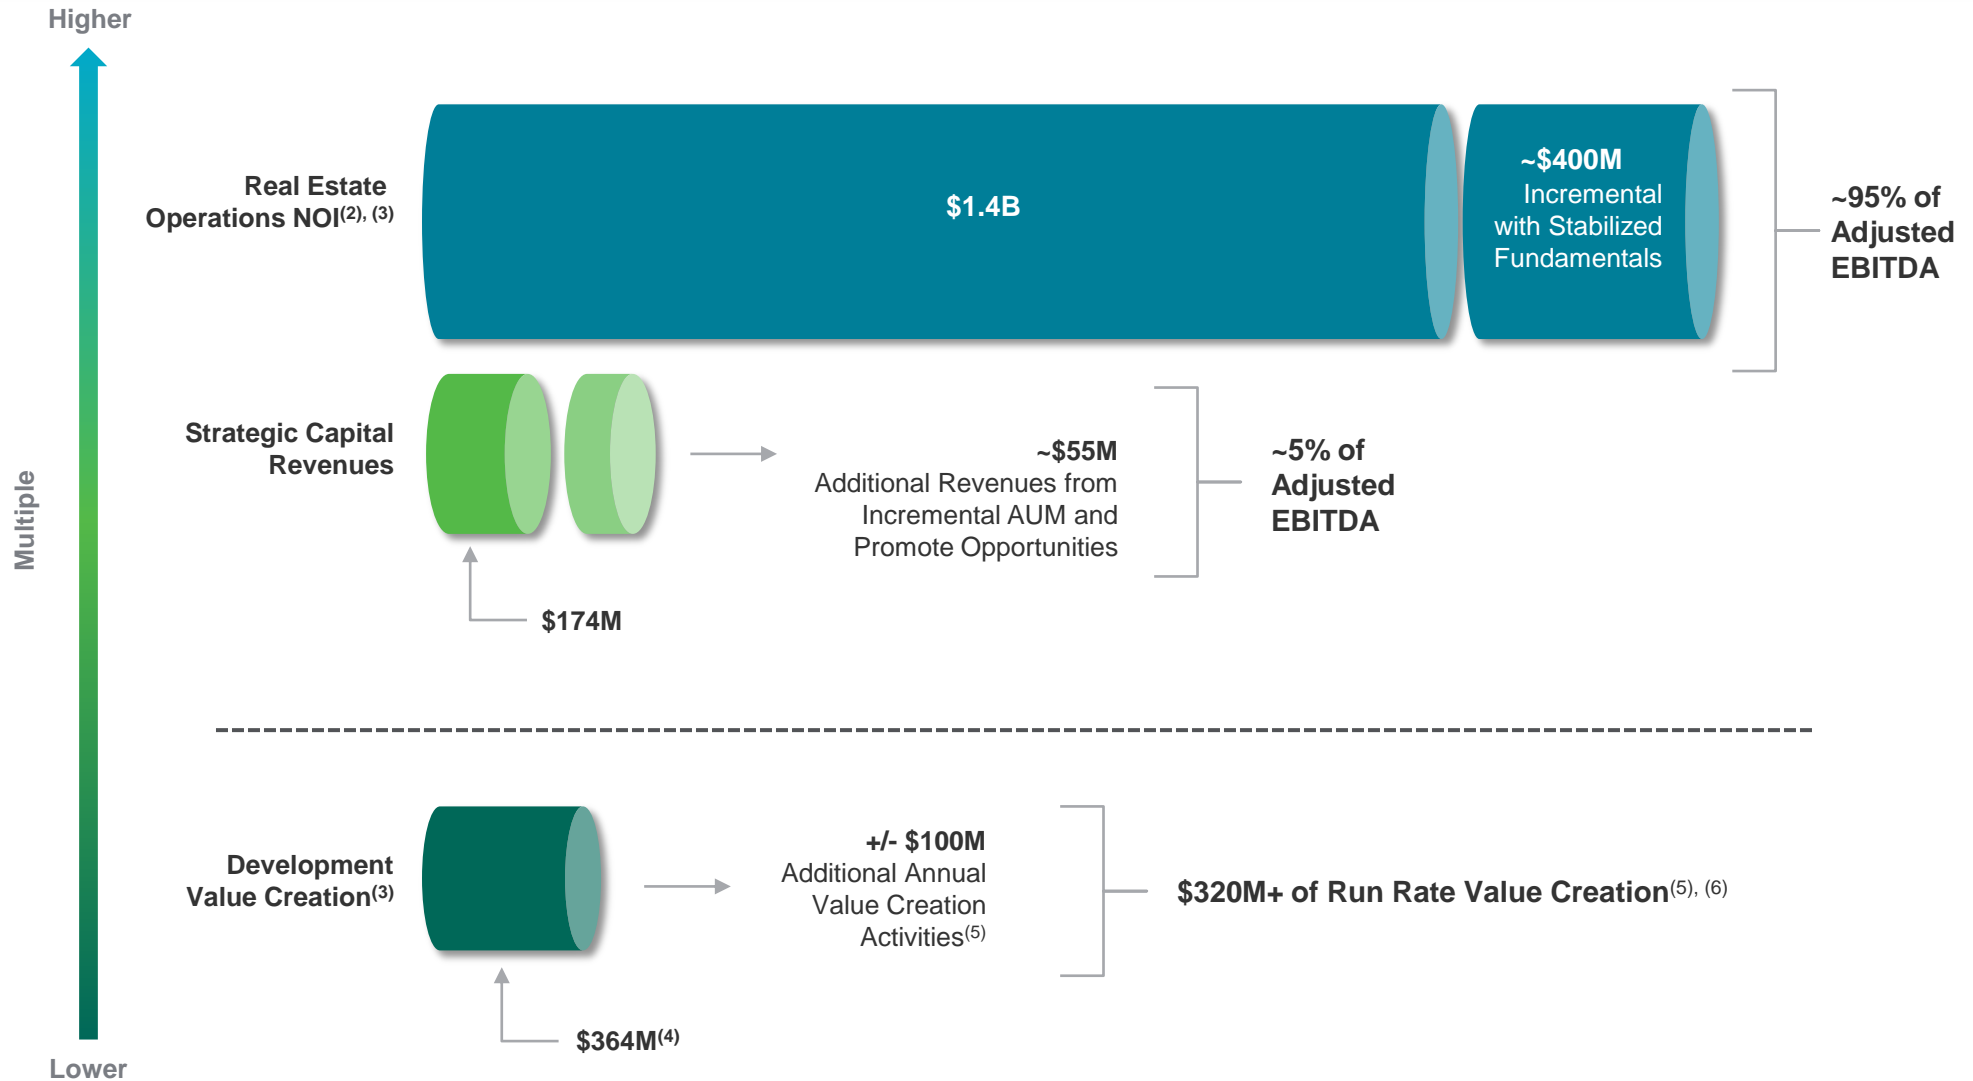 Higher
Multiple
Lower
Real Estate
Operations NOI(2), (3)
$1.4B
~$400M
Incremental
with Stabilized
Fundamentals
~95% of
Adjusted
EBITDA
Strategic Capital
Revenues
$174M
~$55M
Additional Revenues from
Incremental AUM and
Promote Opportunities
~5% of
Adjusted
EBITDA
Development
Value Creation(3)
$364M(4)
+/- $100M
Additional Annual
Value Creation
Activities(5)
$320M+ of Run Rate Value Creation(5), (6)